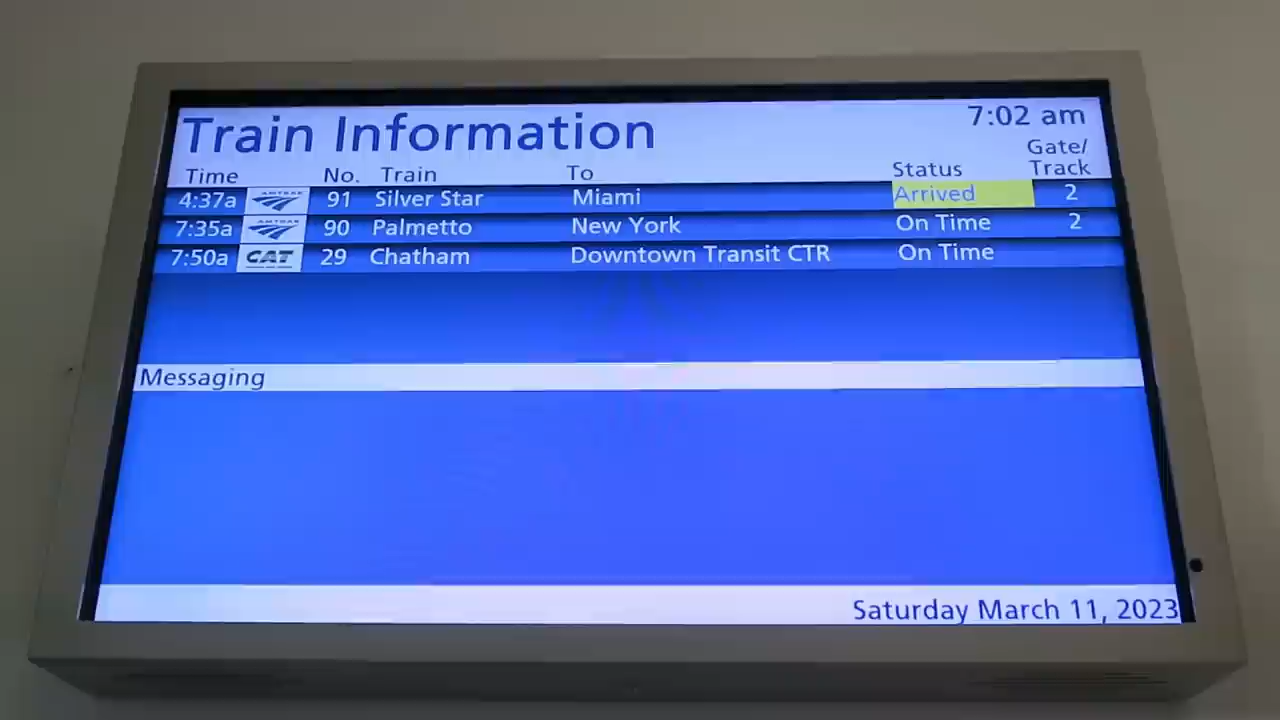 7:02 am
Train Information
Gate/
Time No. Train To Status Track
4:37a AMTRAK 91 Silver Star Miami Arrived 2
7:35a AMTRAK 90 Palmetto New York On Time 2
7:50a CAT 29 Chatham Downtown Transit CTR On Time
Messaging
Saturday March 11, 2023